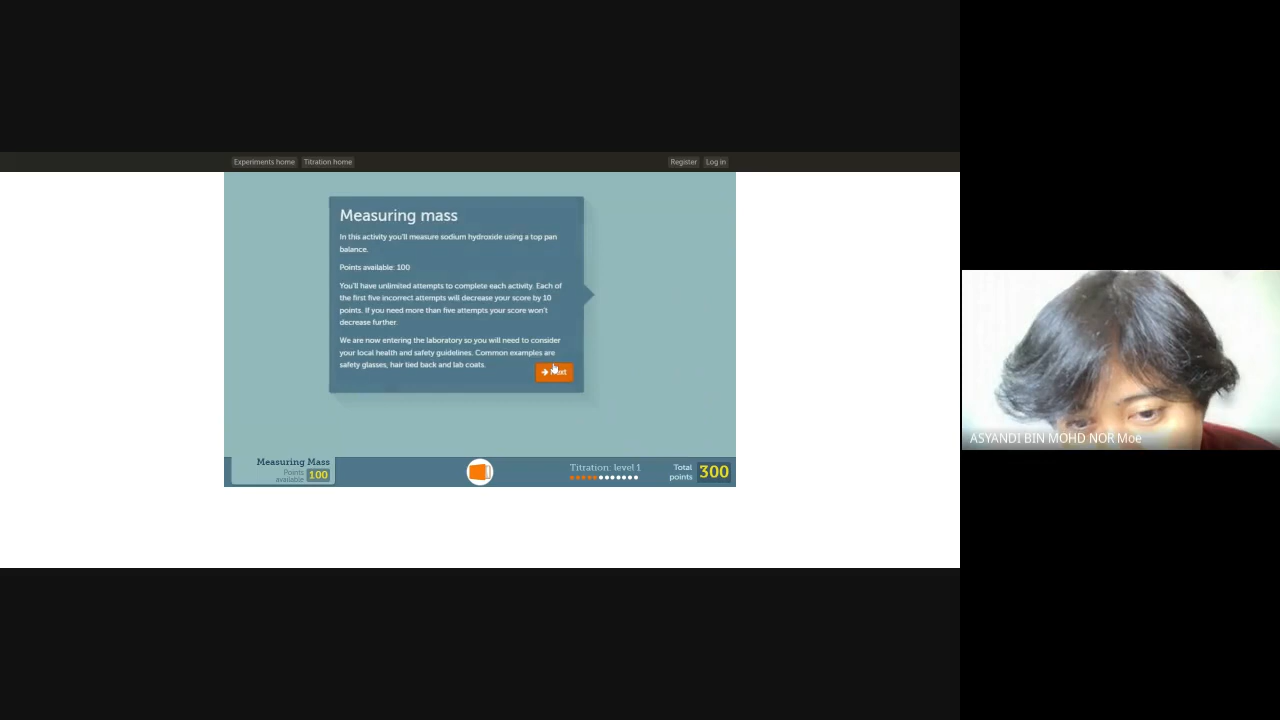 Experiments home
Titration home
Register
Log in
Measuring mass
In this activity you'll measure sodium hydroxide using a top pan
balance.
Points available: 100
You'll have unlimited attempts to complete each activity. Each of
the first five incorrect attempts will decrease your score by 10
points. If you need more than five attempts your score won't
decrease further.
We are now entering the laboratory so you will need to consider
your local health and safety guidelines. Common examples are
safety glasses, hair tied back and lab coats.
Measuring Mass
Points
available
100
Titration: level 1
Total
points
300
ASYANDI BIN MOHD NOR Moe